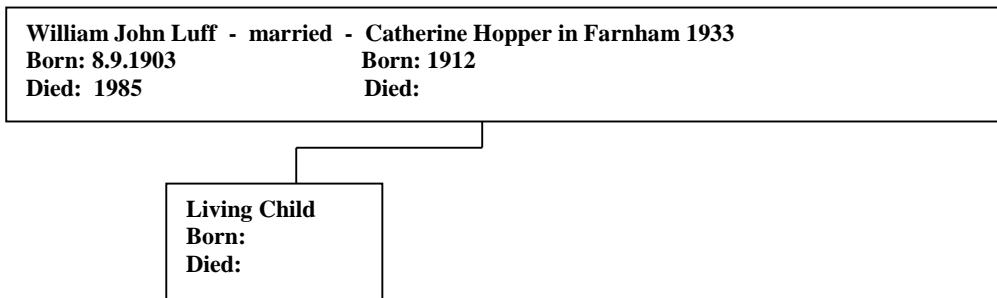 William John Luff - married - Catherine Hopper in Farnham 1933
Born: 8.9.1903 Born: 1912
Died: 1985 Died:
Living Child
Born:
Died: